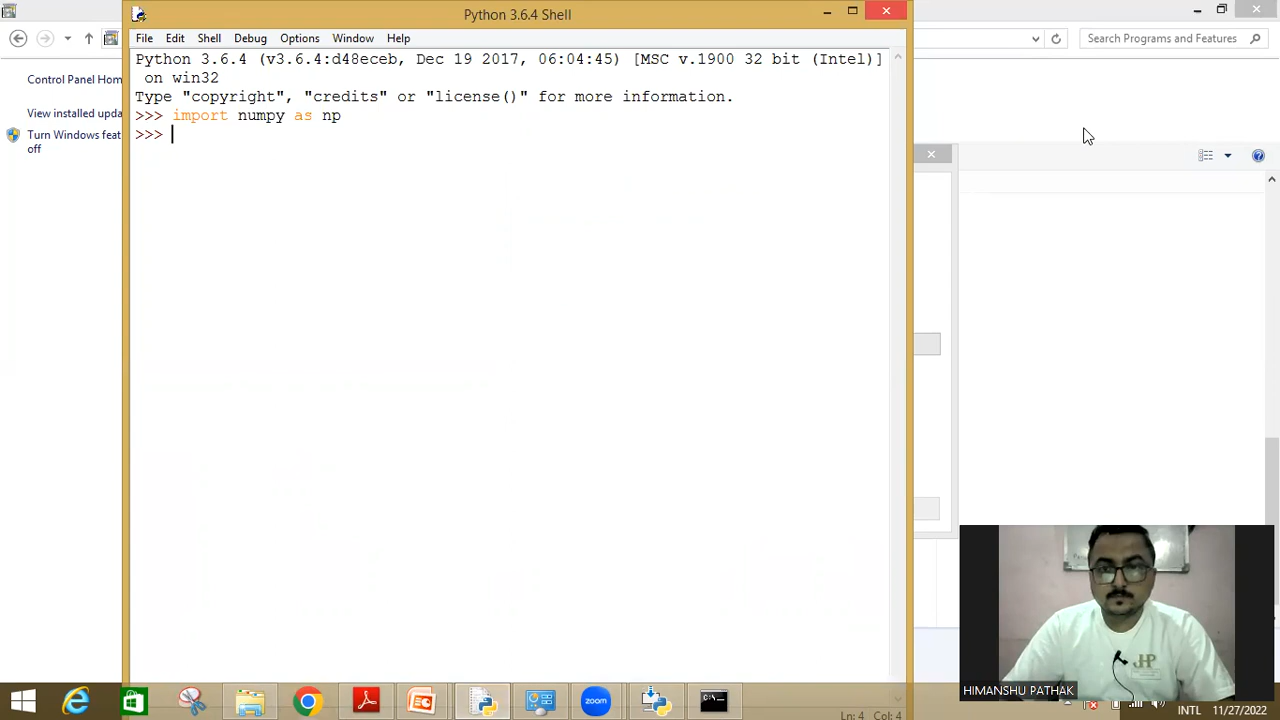 Python 3.6.4 Shell
File Edit Shell Debug Options Window Help
Search Programs and Features
Python 3.6.4 (v3.6.4:d48eceb, Dec 19 2017, 06:04:45) [MSC v.1900 32 bit (Intel)]
on win32
Type "copyright", "credits" or "license()" for more information.
>>> import numpy as np
>>>
Control Panel Home
View installed upda
Turn Windows feat
off
HIMANSHU PATHAK
zoom
Ln: 4 Col: 4
INTL 11/27/2022